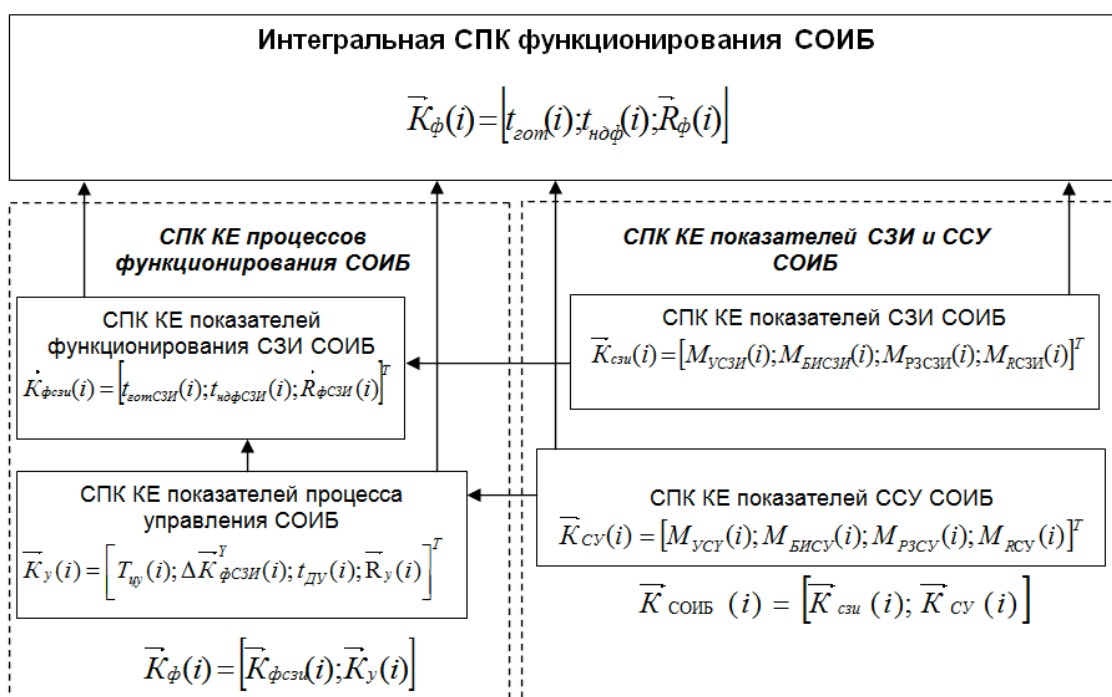 Интегральная СПК функционирования СОИБ
K⃗ф(i)=[tгот(i);tндф(i);R⃗ф(i)]
СПК КЕ процессов
функционирования СОИБ
СПК КЕ показателей
функционирования СЗИ СОИБ
K⃗фсзи(i)=[tготСЗИ(i);tндфСЗИ(i);R⃗фСЗИ(i)]ᵀ
СПК КЕ показателей процесса
управления СОИБ
K⃗у(i)=[Tцу(i);ΔK⃗ʸфСЗИ(i);tДУ(i);R⃗у(i)]ᵀ
K⃗ф(i)=[K⃗фсзи(i);K⃗у(i)]
СПК КЕ показателей СЗИ и ССУ
СОИБ
СПК КЕ показателей СЗИ СОИБ
K⃗сзи(i)=[MУСЗИ(i);MБИСЗИ(i);MРЗСЗИ(i);MRСЗИ(i)]ᵀ
СПК КЕ показателей ССУ СОИБ
K⃗СУ(i)=[MУСУ(i);MБИСУ(i);MРЗСУ(i);MRСУ(i)]ᵀ
K⃗СОИБ (i) = [K⃗сзи (i); K⃗СУ (i)]